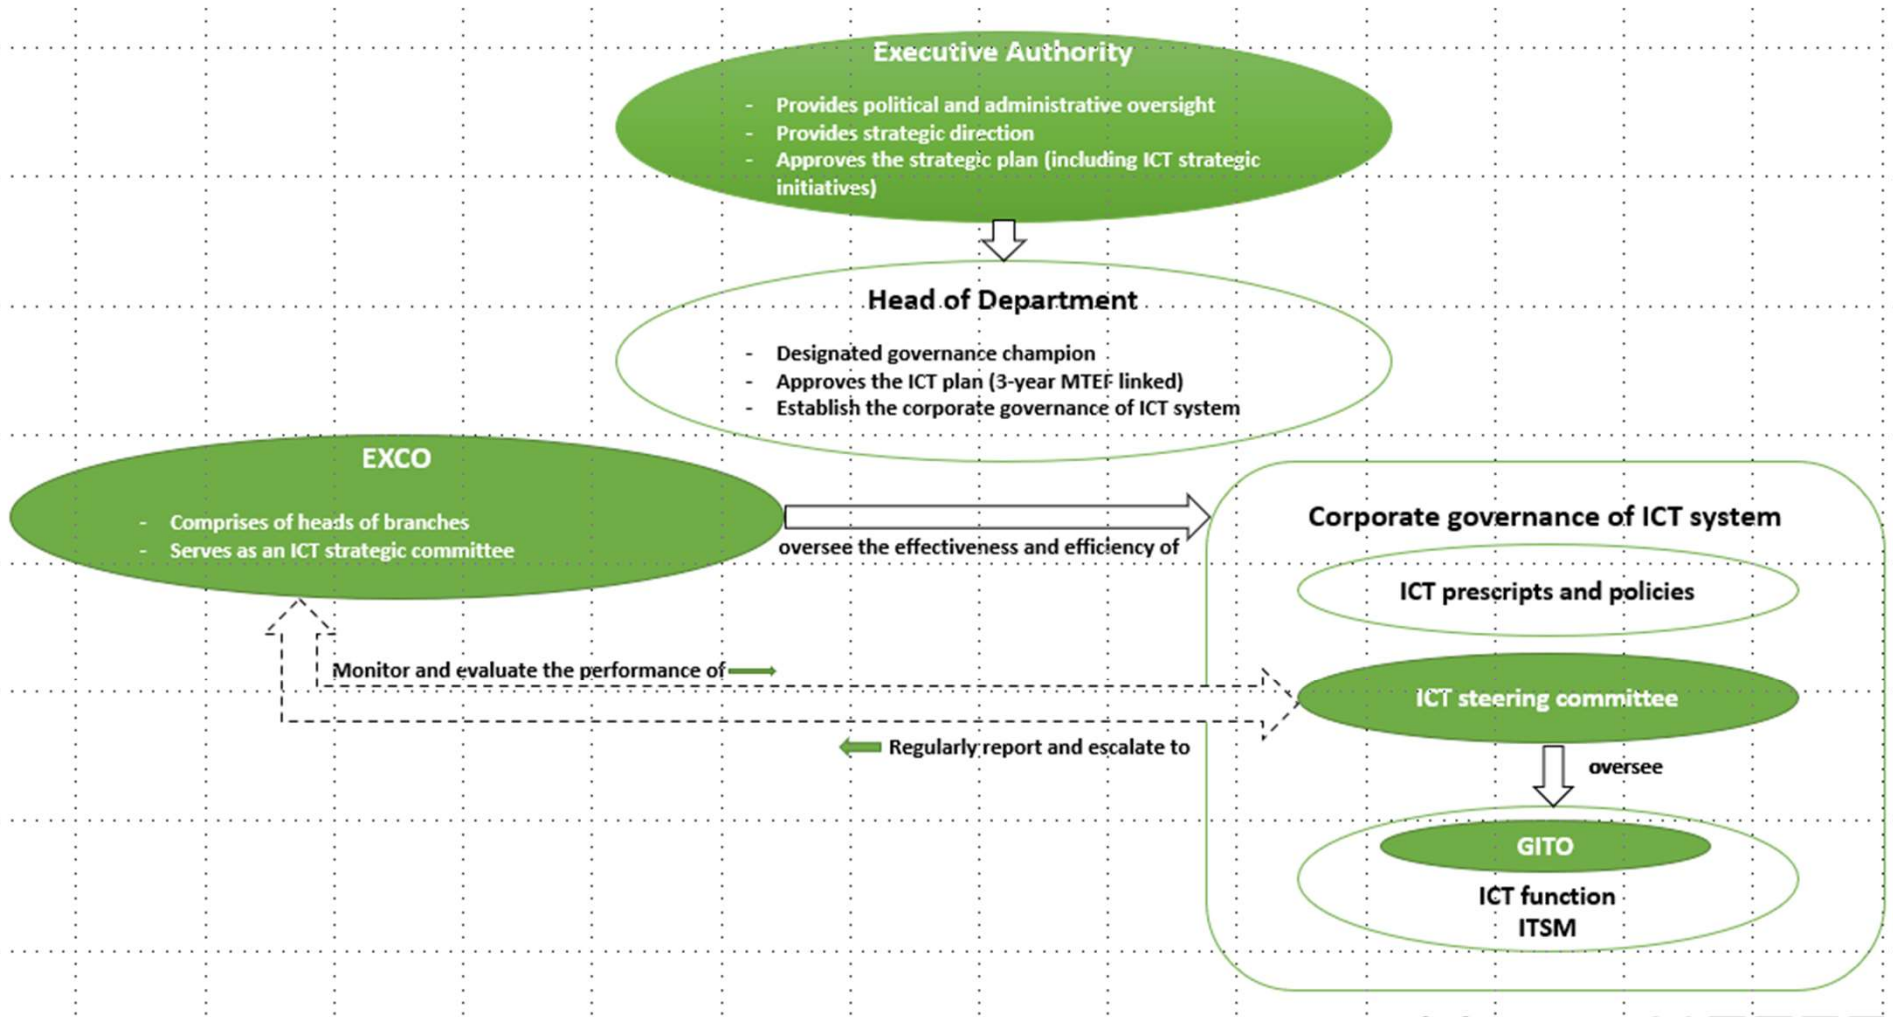 Executive Authority
- Provides political and administrative oversight
- Provides strategic direction
- Approves the strategic plan (including ICT strategic
initiatives)
Head of Department
- Designated governance champion
- Approves the ICT plan (3-year MTEF linked)
- Establish the corporate governance of ICT system
EXCO
- Comprises of heads of branches
- Serves as an ICT strategic committee
oversee the effectiveness and efficiency of
Corporate governance of ICT system
ICT prescripts and policies
Monitor and evaluate the performance of
ICT steering committee
Regularly report and escalate to
oversee
GITO
ICT function
ITSM